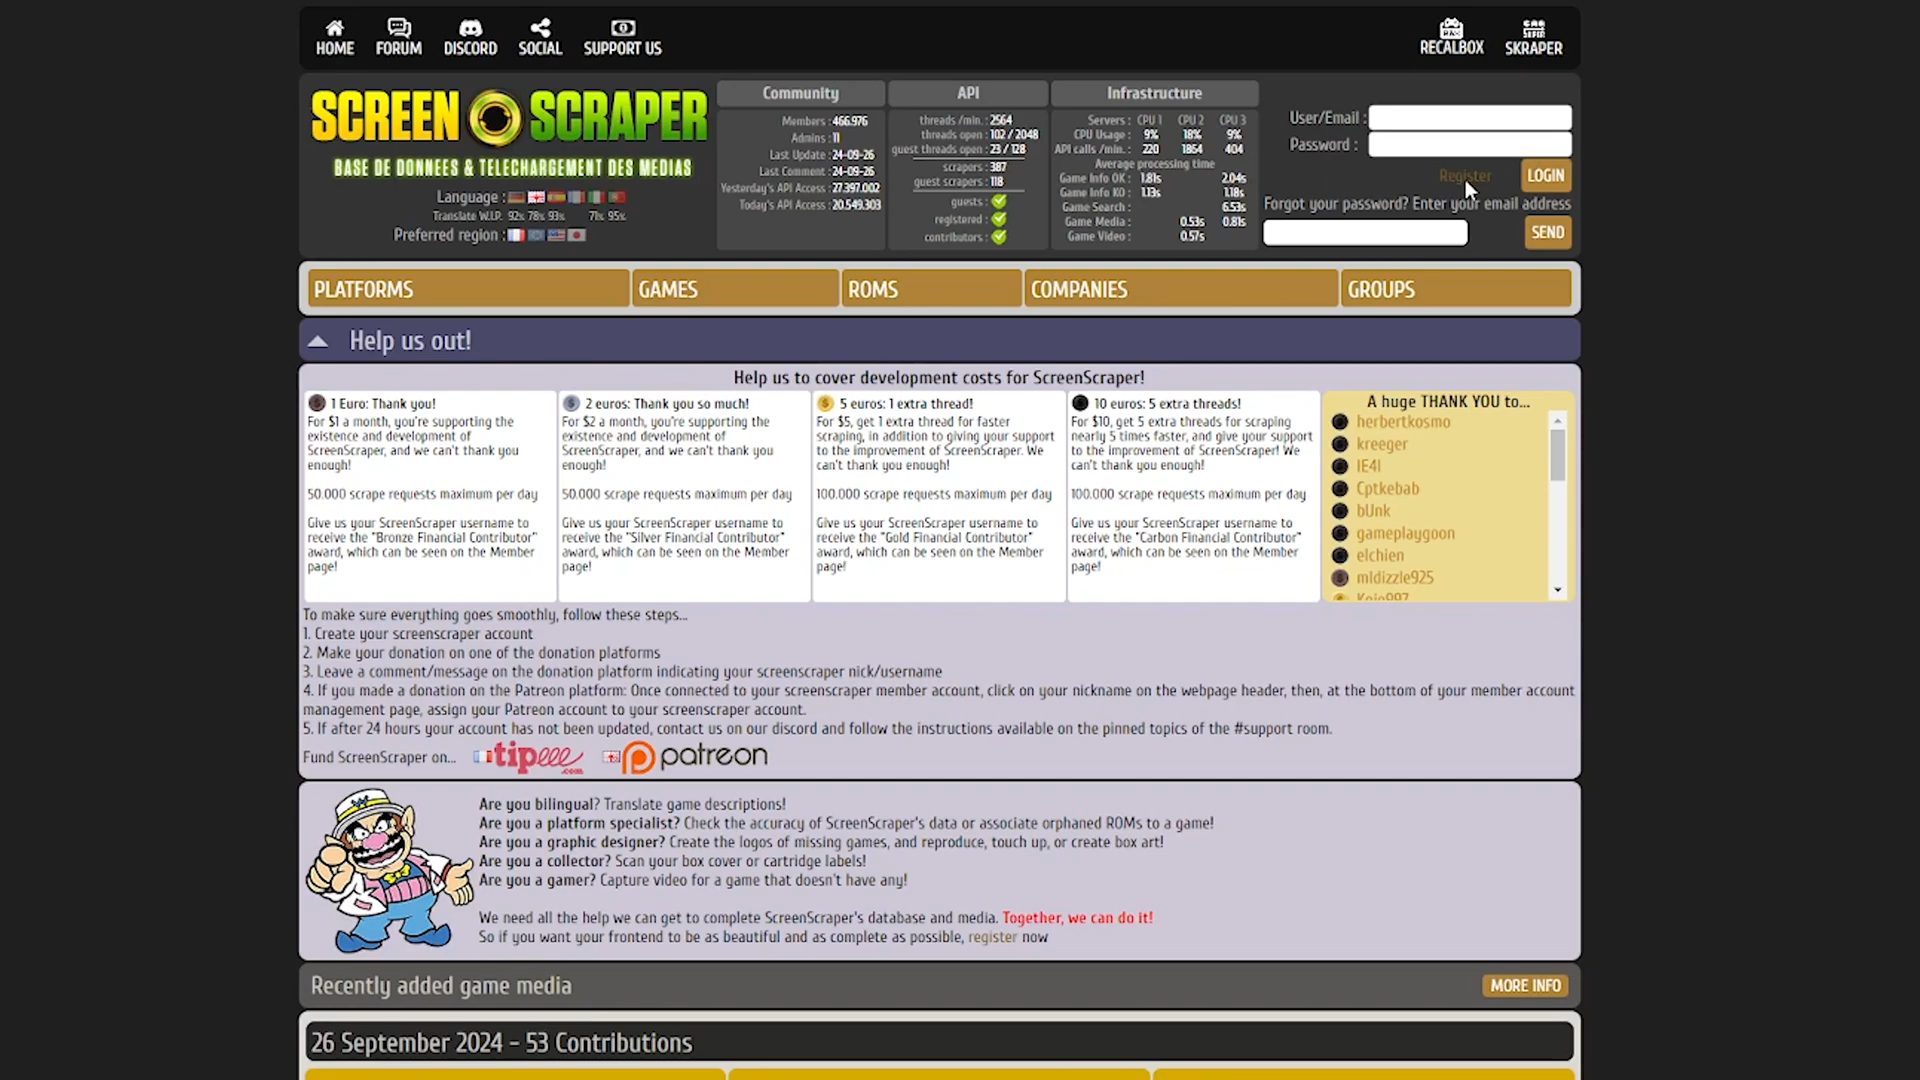 HOME FORUM DISCORD SOCIAL SUPPORT US RECALBOX SKRAPER
SCREEN SCRAPER
BASE DE DONNEES & TELECHARGEMENT DES MEDIAS
Language :
Translate W.I.P. 92% 78% 93% 71% 95%
Preferred region :
Community
Members : 466.976
Admins : 11
Last Update : 24-09-26
Last Comment : 24-09-26
Yesterday's API Access : 27.397.002
Today's API Access : 20.549.303
API
threads /min. : 2564
threads open : 102 / 2048
guest threads open : 23 / 128
scrapers : 387
guest scrapers : 118
guests :
registered :
contributors :
Infrastructure
Servers : CPU 1 CPU 2 CPU 3
CPU Usage : 9% 18% 9%
API calls /min. : 220 1864 404
Average processing time
Game Info OK : 1.81s 2.04s
Game Info KO : 1.13s 1.18s
Game Search : 6.53s
Game Media : 0.53s 0.81s
Game Video : 0.57s
User/Email :
Password :
Register LOGIN
Forgot your password? Enter your email address
SEND
PLATFORMS GAMES ROMS COMPANIES GROUPS
Help us out!
Help us to cover development costs for ScreenScraper!
1 Euro: Thank you!
For $1 a month, you're supporting the
existence and development of
ScreenScraper, and we can't thank you
enough!
50.000 scrape requests maximum per day
Give us your ScreenScraper username to
receive the "Bronze Financial Contributor"
award, which can be seen on the Member
page!
2 euros: Thank you so much!
For $2 a month, you're supporting the
existence and development of
ScreenScraper, and we can't thank you
enough!
50.000 scrape requests maximum per day
Give us your ScreenScraper username to
receive the "Silver Financial Contributor"
award, which can be seen on the Member
page!
5 euros: 1 extra thread!
For $5, get 1 extra thread for faster
scraping, in addition to giving your support
to the improvement of ScreenScraper. We
can't thank you enough!
100.000 scrape requests maximum per day
Give us your ScreenScraper username to
receive the "Gold Financial Contributor"
award, which can be seen on the Member
page!
10 euros: 5 extra threads!
For $10, get 5 extra threads for scraping
nearly 5 times faster, and give your support
to the improvement of ScreenScraper! We
can't thank you enough!
100.000 scrape requests maximum per day
Give us your ScreenScraper username to
receive the "Carbon Financial Contributor"
award, which can be seen on the Member
page!
A huge THANK YOU to...
herbertkosmo
kreeger
IE4I
Cptkebab
bUnk
gameplaygoon
elchien
mldizzle925
To make sure everything goes smoothly, follow these steps...
1. Create your screenscraper account
2. Make your donation on one of the donation platforms
3. Leave a comment/message on the donation platform indicating your screenscraper nick/username
4. If you made a donation on the Patreon platform: Once connected to your screenscraper member account, click on your nickname on the webpage header, then, at the bottom of your member account
management page, assign your Patreon account to your screenscraper account.
5. If after 24 hours your account has not been updated, contact us on our discord and follow the instructions available on the pinned topics of the #support room.
Fund ScreenScraper on... tipeee.com patreon
Are you bilingual? Translate game descriptions!
Are you a platform specialist? Check the accuracy of ScreenScraper's data or associate orphaned ROMs to a game!
Are you a graphic designer? Create the logos of missing games, and reproduce, touch up, or create box art!
Are you a collector? Scan your box cover or cartridge labels!
Are you a gamer? Capture video for a game that doesn't have any!
We need all the help we can get to complete ScreenScraper's database and media. Together, we can do it!
So if you want your frontend to be as beautiful and as complete as possible, register now
Recently added game media MORE INFO
26 September 2024 - 53 Contributions